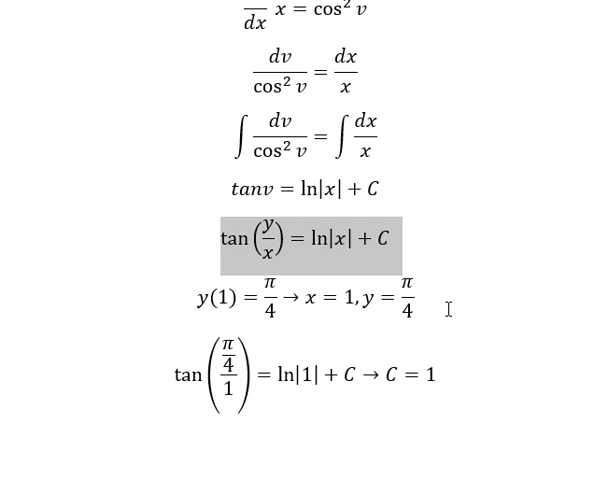 dx x = cos² v
dv/cos² v = dx/x
∫ dv/cos² v = ∫ dx/x
tanv = ln|x| + C
tan(y/x) = ln|x| + C
y(1) = π/4 → x = 1, y = π/4
tan((π/4)/1) = ln|1| + C → C = 1